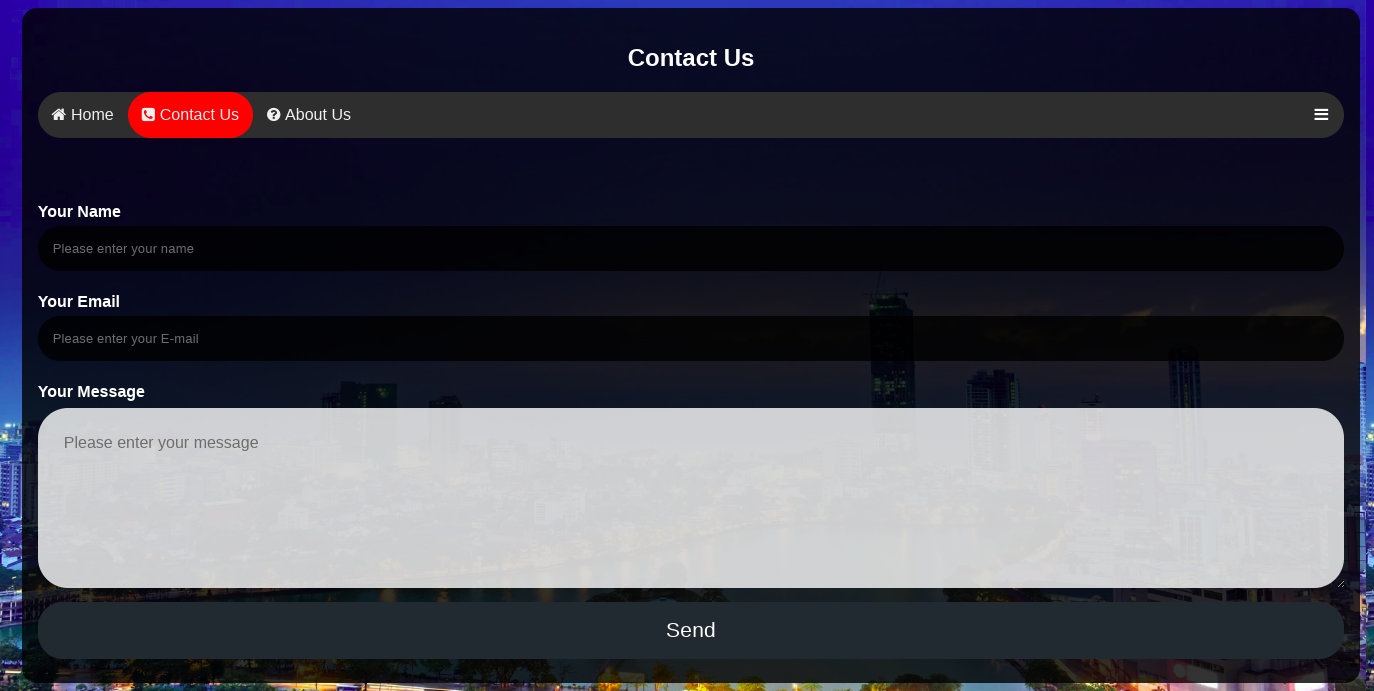 Contact Us
Home Contact Us About Us
Your Name
Please enter your name
Your Email
Please enter your E-mail
Your Message
Please enter your message
Send